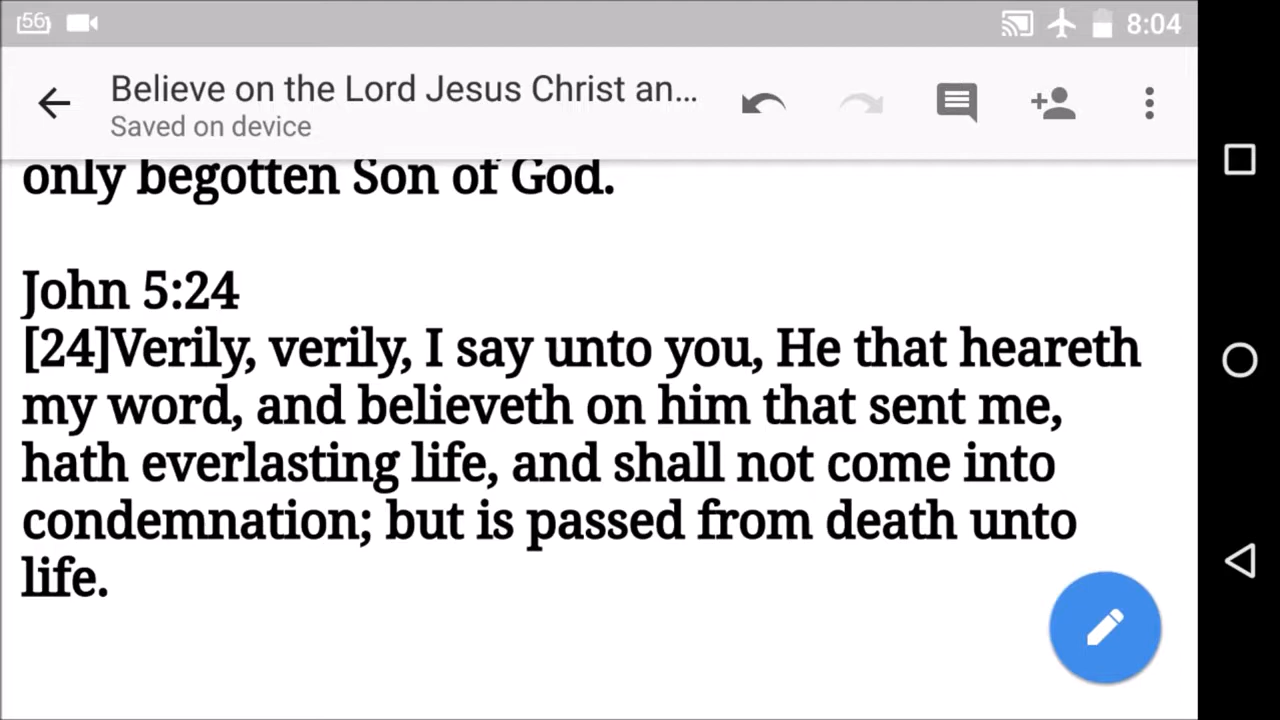 56
8:04
Believe on the Lord Jesus Christ an...
Saved on device
only begotten Son of God.
John 5:24
[24]Verily, verily, I say unto you, He that heareth
my word, and believeth on him that sent me,
hath everlasting life, and shall not come into
condemnation; but is passed from death unto
life.